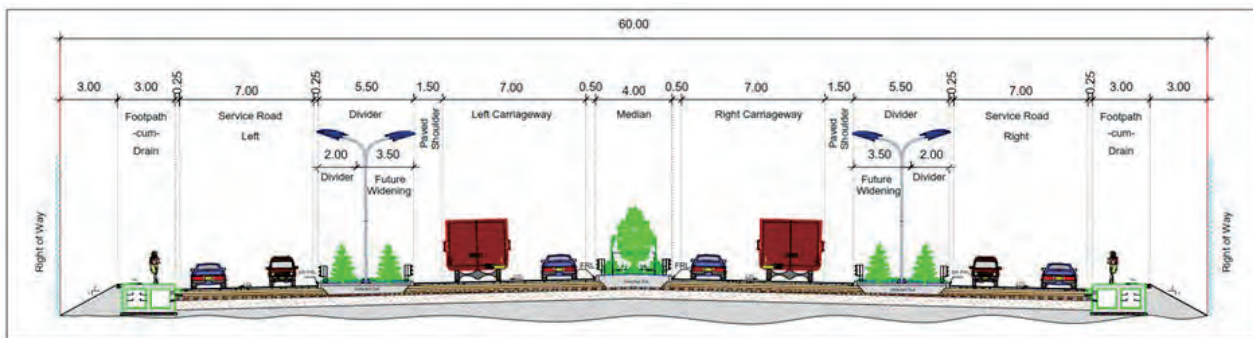 60.00
3.00 3.00 0.25 7.00 0.25 5.50 1.50 7.00 0.50 4.00 0.50 7.00 1.50 5.50 0.25 7.00 0.25 3.00 3.00
Footpath
-cum-
Drain
Service Road
Left
Divider
2.00 3.50
Divider
Future
Widening
Paved
Shoulder
Left Carriageway
Median
Right Carriageway
Paved
Shoulder
Divider
3.50 2.00
Future
Widening
Divider
Service Road
Right
Footpath
-cum-
Drain
Right of Way
Right of Way
FRL
FRL